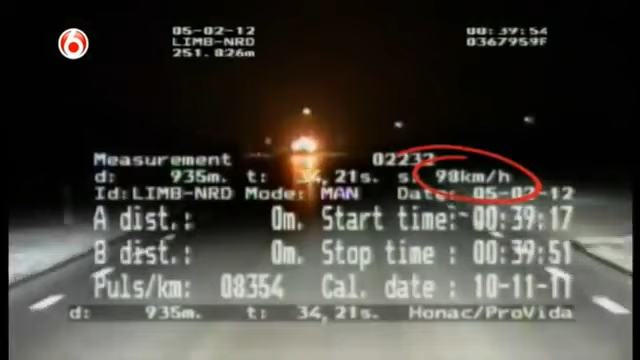 6
05-02-12 00:39:54
LIMB-NRD 0367959F
251.826m
Measurement 02232
d: 935m. t: 34,21s. s: 98km/h
Id:LIMB-NRD Mode: MAN Date: 05-02-12
A dist.: 0m. Start time: 00:39:17
B dist.: 0m. Stop time : 00:39:51
Puls/km: 08354 Cal. date : 10-11-11
d: 935m. t: 34,21s. Honac/ProVida